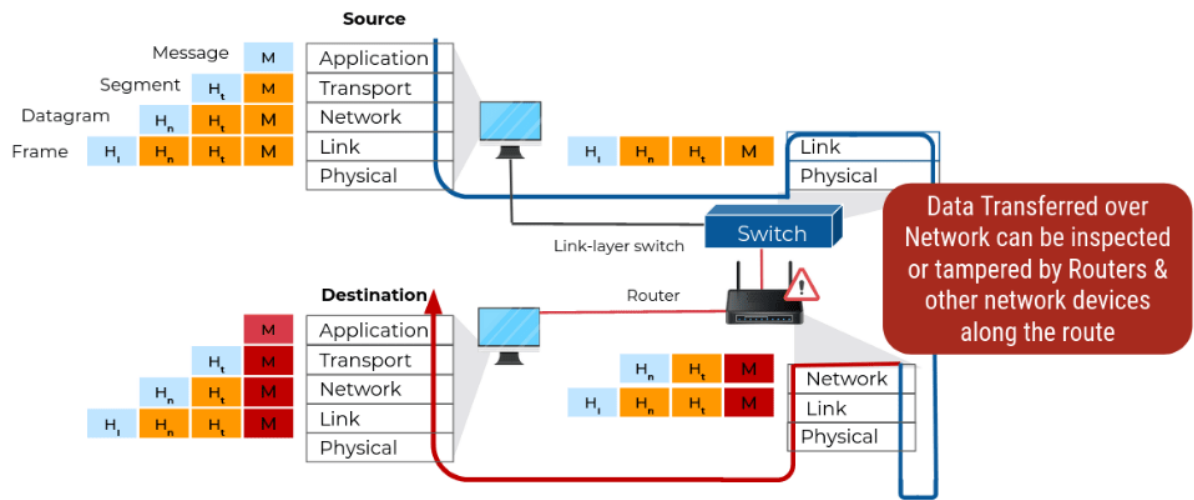 Source
Message M
Segment Ht M
Datagram Hn Ht M
Frame Hl Hn Ht M
Application
Transport
Network
Link
Physical
Hl Hn Ht M
Link
Physical
Link-layer switch
Switch
Data Transferred over
Network can be inspected
or tampered by Routers &
other network devices
along the route
Router
!
Destination
M
Ht M
Hn Ht M
Hl Hn Ht M
Application
Transport
Network
Link
Physical
Hn Ht M
Hl Hn Ht M
Network
Link
Physical